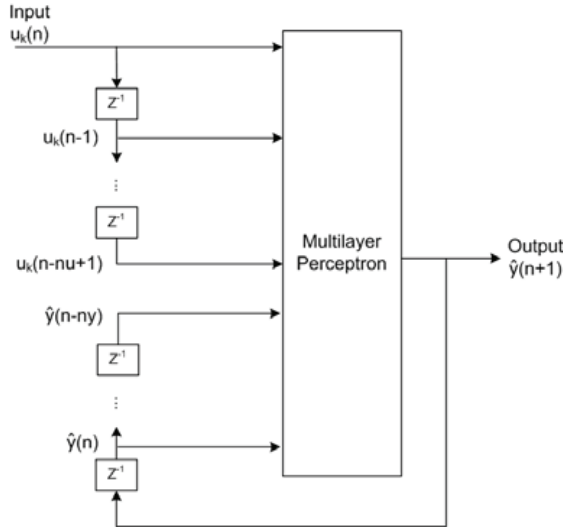 Input
uₖ(n)
Z⁻¹
uₖ(n-1)
⋮
Z⁻¹
uₖ(n-nu+1)
Multilayer
Perceptron
Output
ŷ(n+1)
ŷ(n-ny)
Z⁻¹
⋮
ŷ(n)
Z⁻¹